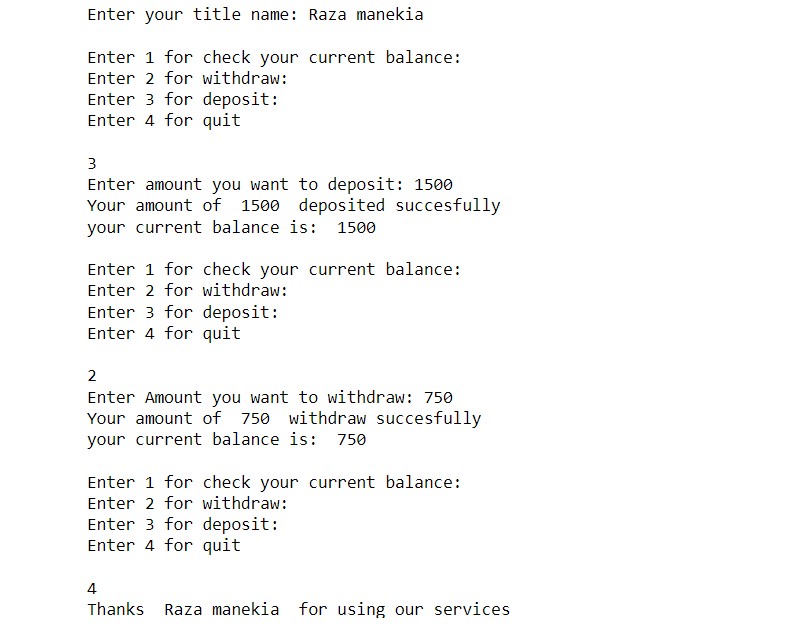 Enter your title name: Raza manekia
Enter 1 for check your current balance:
Enter 2 for withdraw:
Enter 3 for deposit:
Enter 4 for quit
3
Enter amount you want to deposit: 1500
Your amount of  1500  deposited succesfully
your current balance is:  1500
Enter 1 for check your current balance:
Enter 2 for withdraw:
Enter 3 for deposit:
Enter 4 for quit
2
Enter Amount you want to withdraw: 750
Your amount of  750  withdraw succesfully
your current balance is:  750
Enter 1 for check your current balance:
Enter 2 for withdraw:
Enter 3 for deposit:
Enter 4 for quit
4
Thanks  Raza manekia  for using our services